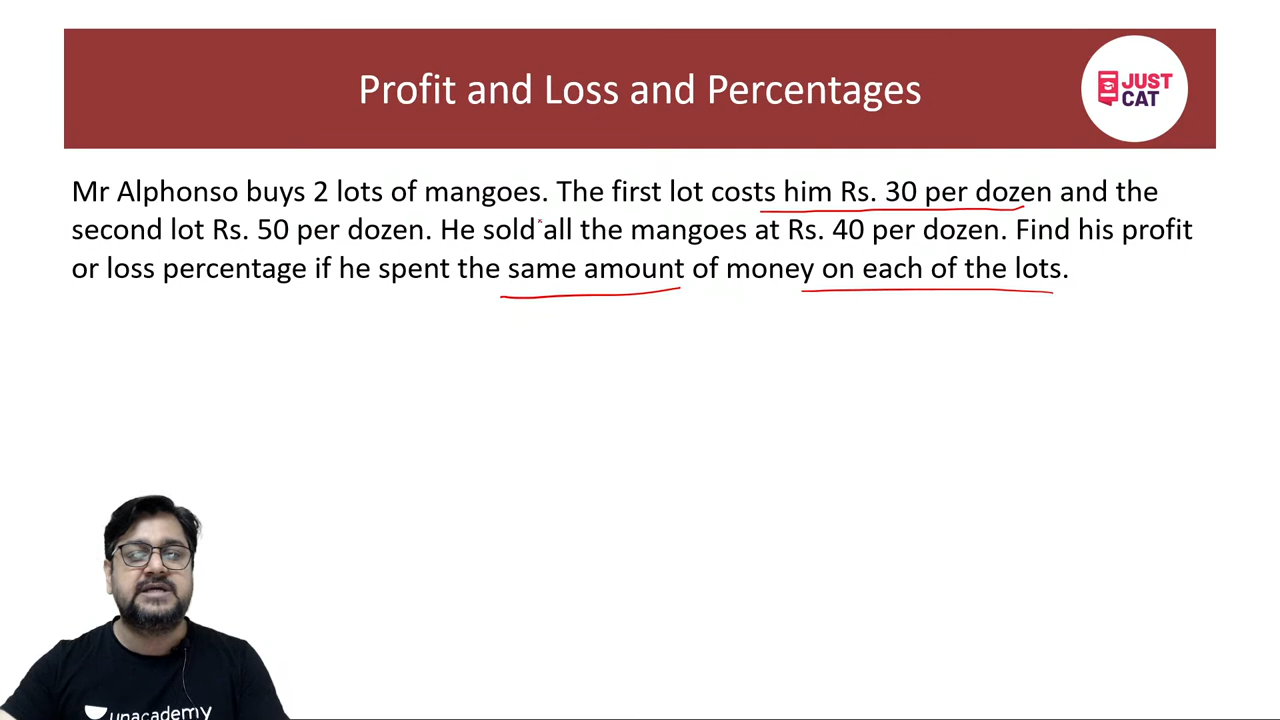 Profit and Loss and Percentages
JUST
CAT
Mr Alphonso buys 2 lots of mangoes. The first lot costs him Rs. 30 per dozen and the
second lot Rs. 50 per dozen. He sold all the mangoes at Rs. 40 per dozen. Find his profit
or loss percentage if he spent the same amount of money on each of the lots.
unacademy